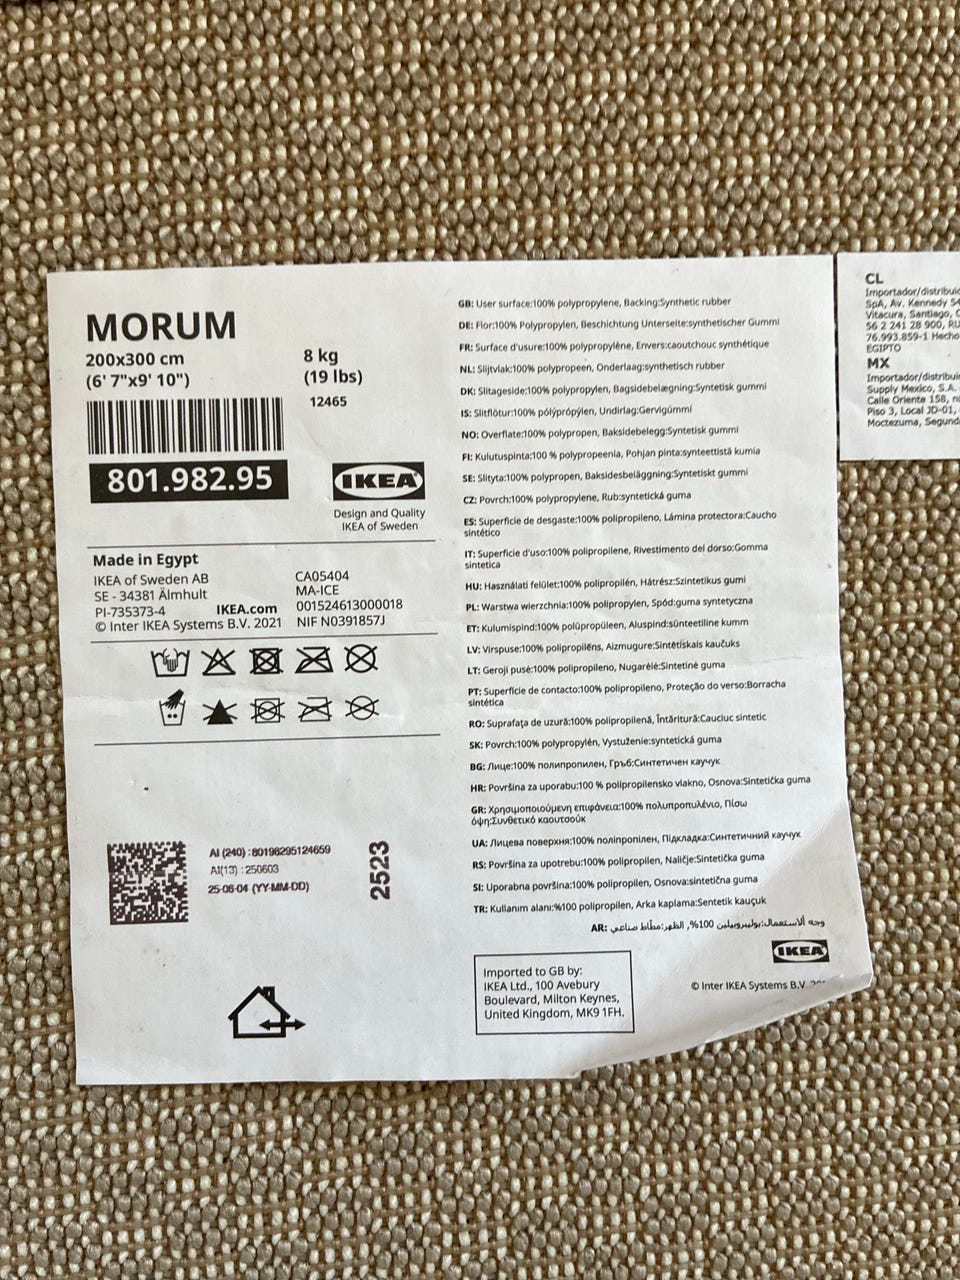 MORUM
200x300 cm
(6' 7"x9' 10")
8 kg
(19 lbs)
12465
801.982.95
IKEA
Design and Quality
IKEA of Sweden
Made in Egypt
IKEA of Sweden AB
SE - 34381 Älmhult
PI-735373-4
IKEA.com
© Inter IKEA Systems B.V. 2021
CA05404
MA-ICE
001524613000018
NIF N0391857J
AI (240) :80198295124659
AI(13) : 250603
25-06-04 (YY-MM-DD)
2523
GB: User surface:100% polypropylene, Backing:Synthetic rubber
DE: Flor:100% Polypropylen, Beschichtung Unterseite:synthetischer Gummi
FR: Surface d'usure:100% polypropylène, Envers:caoutchouc synthétique
NL: Slijtvlak:100% polypropeen, Onderlaag:synthetisch rubber
DK: Slitageside:100% polypropylen, Bagsidebelægning:Syntetisk gummi
IS: Slitflötur:100% pólýprópýlen, Undirlag:Gervigúmmí
NO: Overflate:100% polypropen, Baksidebelegg:Syntetisk gummi
FI: Kulutuspinta:100 % polypropeenia, Pohjan pinta:synteettistä kumia
SE: Slityta:100% polypropen, Baksidesbeläggning:Syntetiskt gummi
CZ: Povrch:100% polypropylene, Rub:syntetická guma
ES: Superficie de desgaste:100% polipropileno, Lámina protectora:Caucho
sintético
IT: Superficie d'uso:100% polipropilene, Rivestimento del dorso:Gomma
sintetica
HU: Használati felület:100% polipropilén, Hátrész:Szintetikus gumi
PL: Warstwa wierzchnia:100% polipropylen, Spód:guma syntetyczna
ET: Kulumispind:100% polüpropüleen, Aluspind:sünteetiline kumm
LV: Virspuse:100% polipropilēns, Aizmugure:Sintētiskais kaučuks
LT: Geroji pusė:100% polipropileno, Nugarėlė:Sintetinė guma
PT: Superfície de contacto:100% polipropileno, Proteção do verso:Borracha
sintética
RO: Suprafaţa de uzură:100% polipropilenă, Întăritură:Cauciuc sintetic
SK: Povrch:100% polypropylén, Vystuženie:syntetická guma
BG: Лице:100% полипропилен, Гръб:Синтетичен каучук
HR: Površina za uporabu:100 % polipropilensko vlakno, Osnova:Sintetička guma
GR: Χρησιμοποιούμενη επιφάνεια:100% πολυπροπυλένιο, Πίσω
όψη:Συνθετικό καουτσούκ
UA: Лицева поверхня:100% поліпропілен, Підкладка:Синтетичний каучук
RS: Površina za upotrebu:100% polipropilen, Naličje:Sintetička guma
SI: Uporabna površina:100% polipropilen, Osnova:sintetična guma
TR: Kullanım alanı:%100 polipropilen, Arka kaplama:Sentetik kauçuk
AR: وجه ألاستعمال:بوليبروبيلين 100%, الظهر:مطّاط صناعي
IKEA
© Inter IKEA Systems B.V.
Imported to GB by:
IKEA Ltd., 100 Avebury
Boulevard, Milton Keynes,
United Kingdom, MK9 1FH.
CL
Importador/distribuid
SpA, Av. Kennedy 54
Vitacura, Santiago, C
56 2 241 28 900, RU
76.993.859-1 Hecho
EGIPTO
MX
Importador/distribuid
Supply Mexico, S.A.
Calle Oriente 158, n
Piso 3, Local JD-01,
Moctezuma, Segund